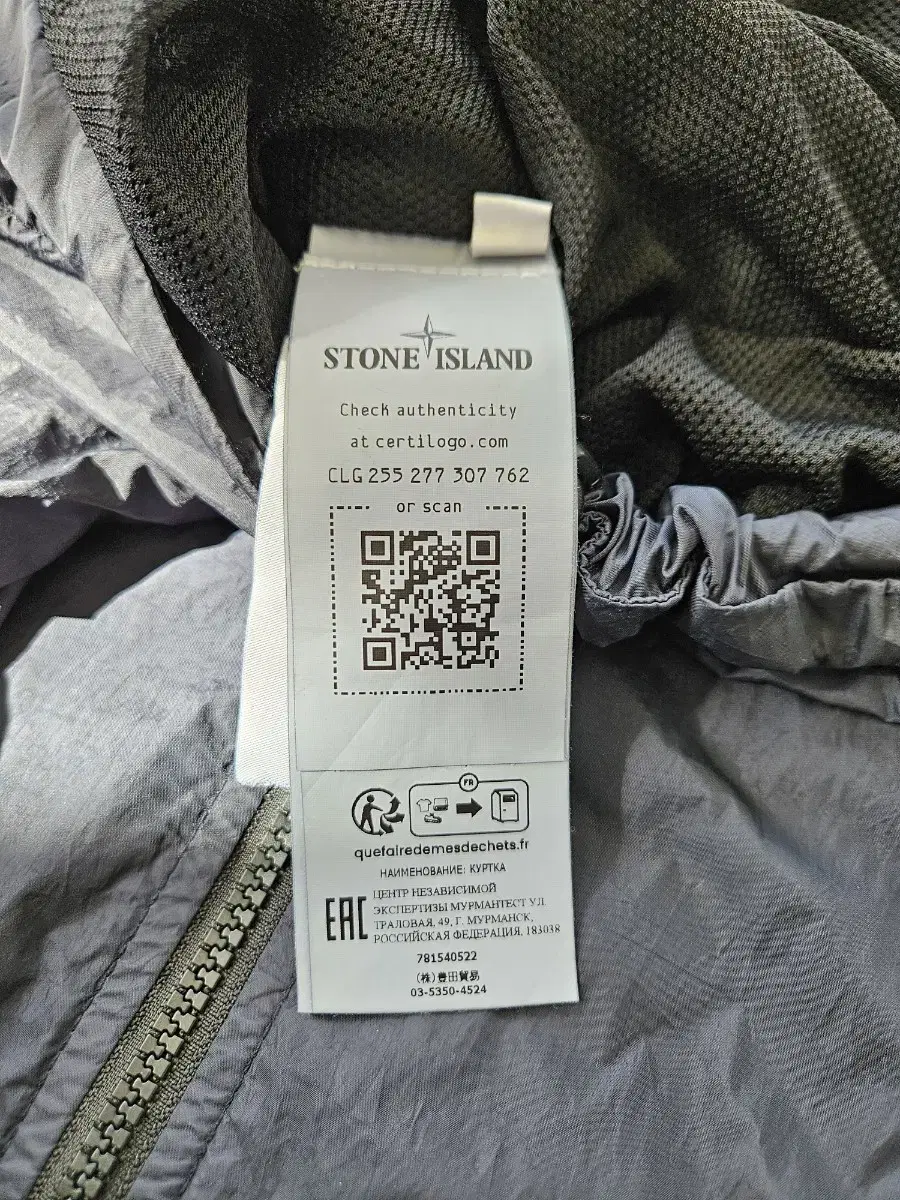 STONE ISLAND
Check authenticity
at certilogo.com
CLG 255 277 307 762
or scan
FR
quefairedemesdechets.fr
НАИМЕНОВАНИЕ: КУРТКА
EAC
ЦЕНТР НЕЗАВИСИМОЙ
ЭКСПЕРТИЗЫ МУРМАНТЕСТ УЛ.
ТРАЛОВАЯ, 49, Г. МУРМАНСК,
РОССИЙСКАЯ ФЕДЕРАЦИЯ, 183038
781540522
(株)豊田貿易
03-5350-4524